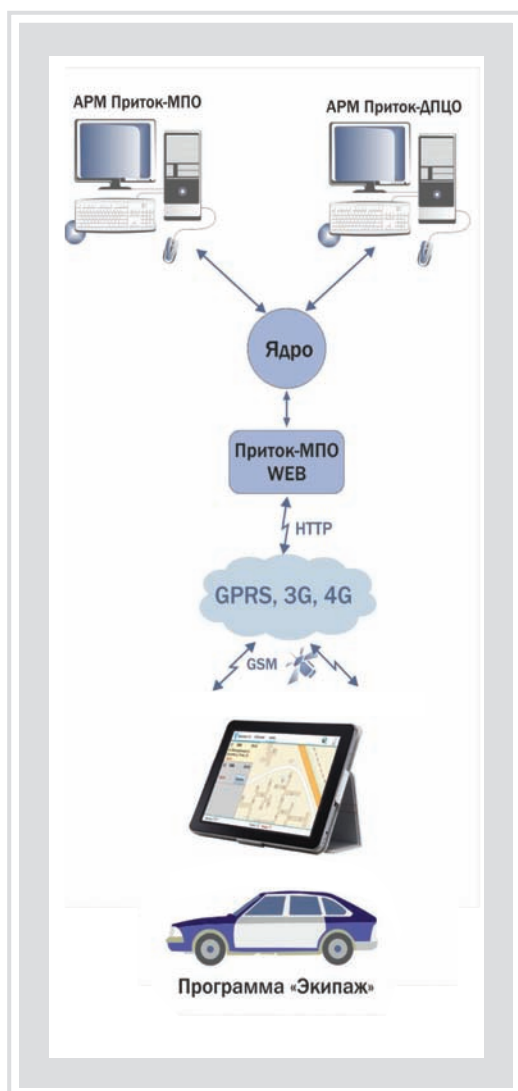 АРМ Приток-МПО
АРМ Приток-ДПЦО
Ядро
Приток-МПО
WEB
HTTP
GPRS, 3G, 4G
GSM
Программа «Экипаж»